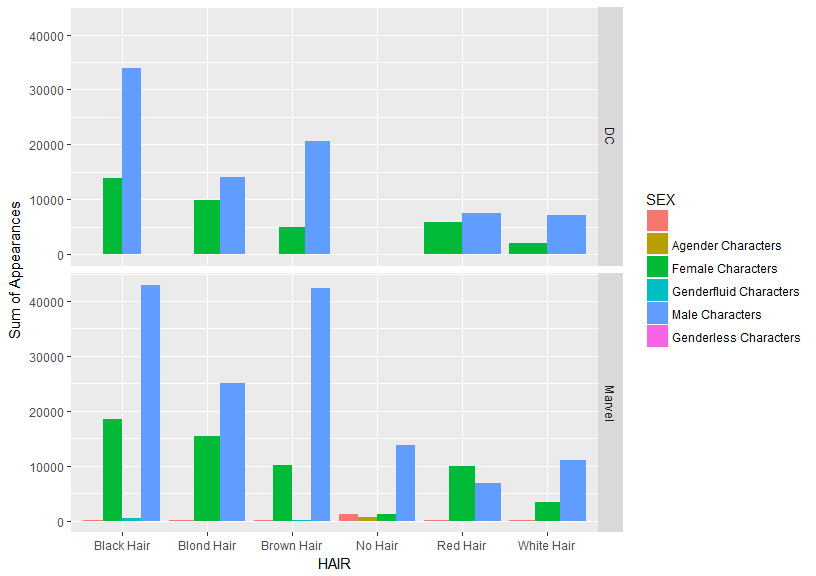 40000
30000
20000
10000
0
DC
40000
30000
20000
10000
0
Marvel
Sum of Appearances
Black Hair
Blond Hair
Brown Hair
No Hair
Red Hair
White Hair
HAIR
SEX
Agender Characters
Female Characters
Genderfluid Characters
Male Characters
Genderless Characters